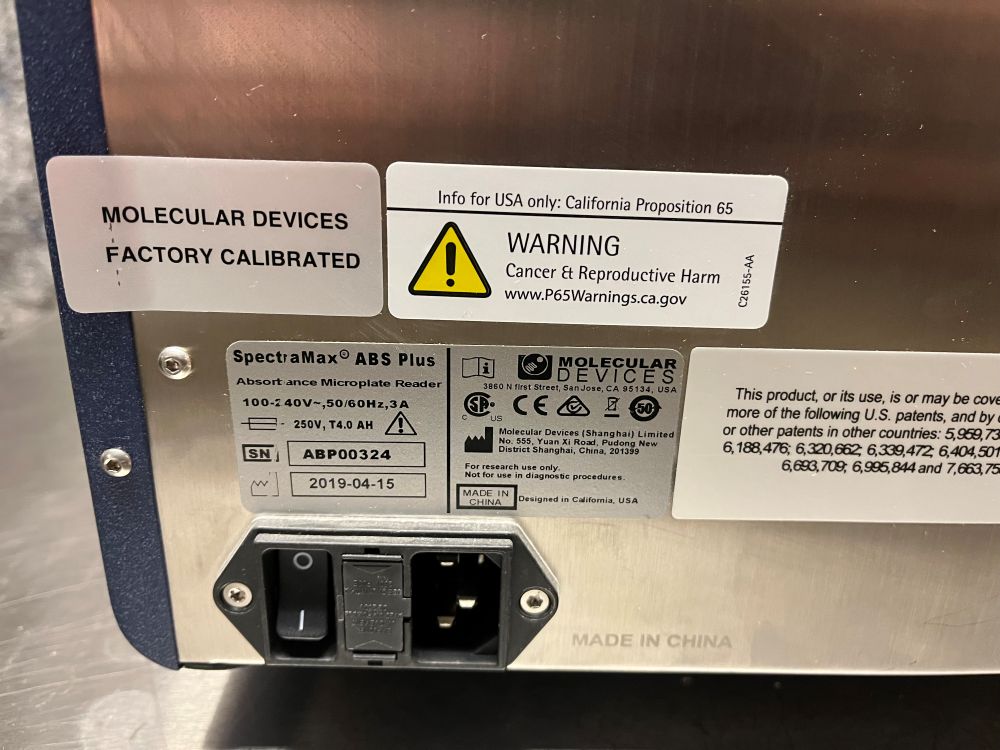 MOLECULAR DEVICES
FACTORY CALIBRATED
Info for USA only: California Proposition 65
WARNING
Cancer & Reproductive Harm
www.P65Warnings.ca.gov
C26155-AA
SpectraMax® ABS Plus
Absorbance Microplate Reader
100-240V~,50/60Hz,3A
250V, T4.0 AH
SN ABP00324
2019-04-15
MOLECULAR
DEVICES
3860 N first Street, San Jose, CA 95134, USA
C US
CE
50
Molecular Devices (Shanghai) Limited
No. 555, Yuan Xi Road, Pudong New
District Shanghai, China, 201399
For research use only.
Not for use in diagnostic procedures.
MADE IN
CHINA
Designed in California, USA
This product, or its use, is or may be cove
more of the following U.S. patents, and by
or other patents in other countries: 5,959,73
6,188,476; 6,320,662; 6,339,472; 6,404,501
6,693,709; 6,995,844 and 7,663,75
MADE IN CHINA